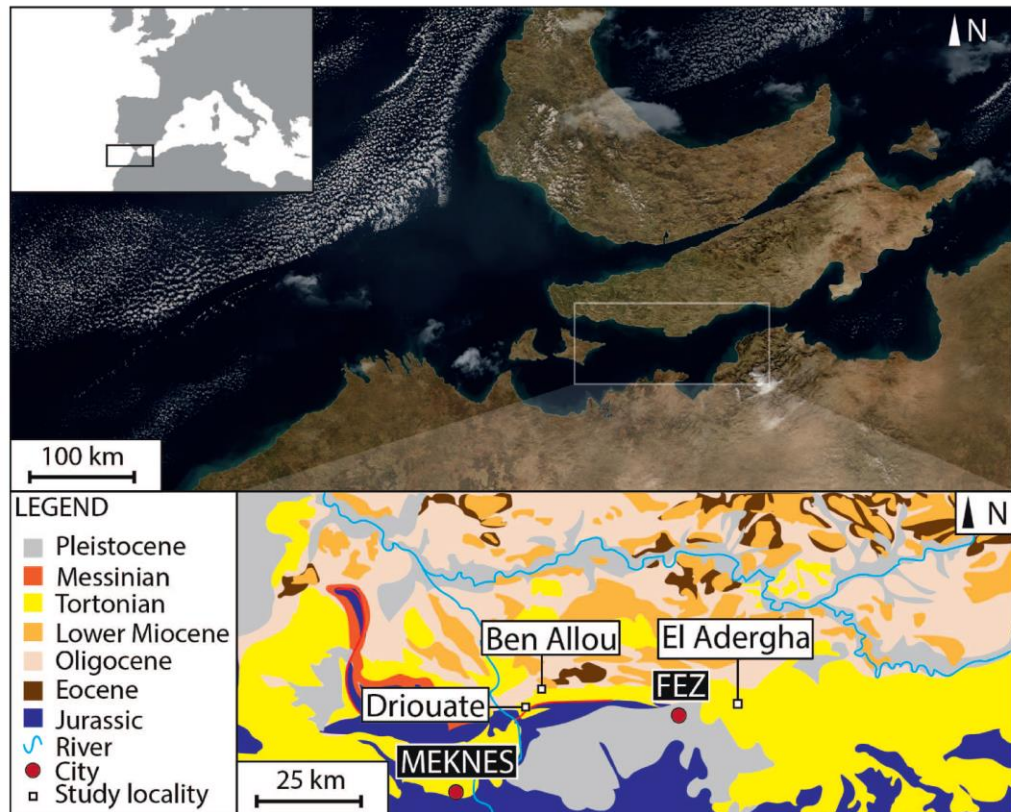 N
100 km
LEGEND
Pleistocene
Messinian
Tortonian
Lower Miocene
Oligocene
Eocene
Jurassic
River
City
Study locality
N
Ben Allou
El Adergha
FEZ
Driouate
MEKNES
25 km